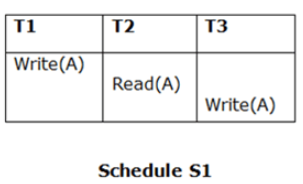 T1 T2 T3
Write(A)
Read(A)
Write(A)
Schedule S1